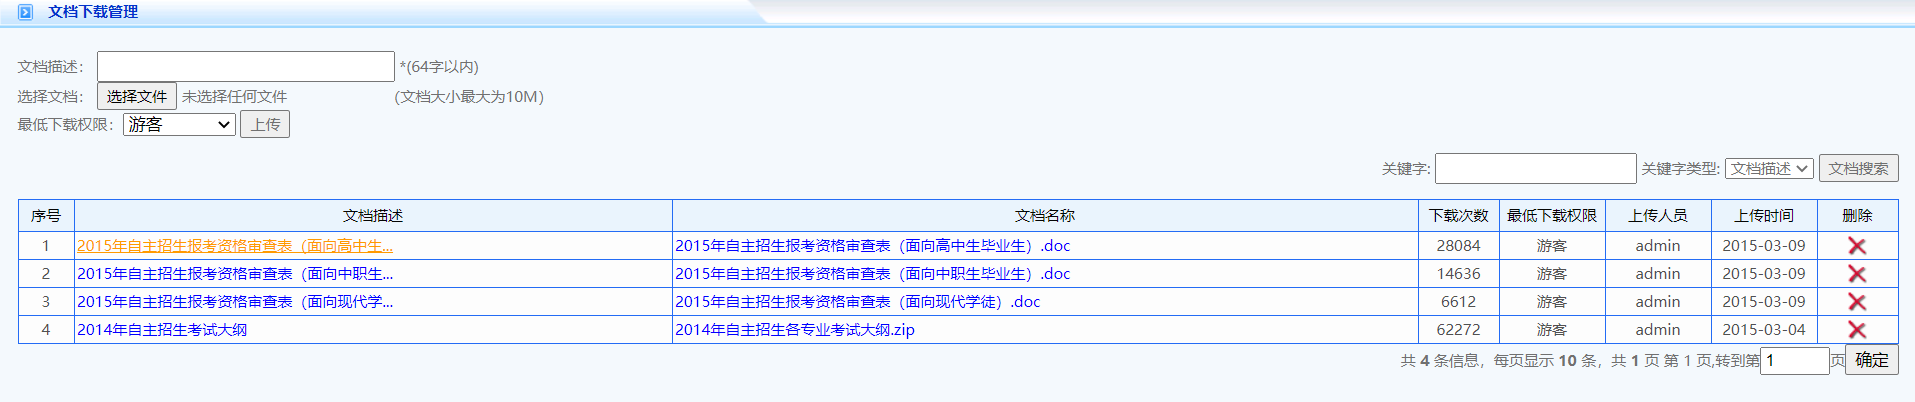 文档下载管理
文档描述： *(64字以内)
选择文档： 选择文件 未选择任何文件 (文档大小最大为10M)
最低下载权限： 游客 上传
关键字: 关键字类型: 文档描述 文档搜索
序号 文档描述 文档名称 下载次数 最低下载权限 上传人员 上传时间 删除
1 2015年自主招生报考资格审查表（面向高中生... 2015年自主招生报考资格审查表（面向高中生毕业生）.doc 28084 游客 admin 2015-03-09
2 2015年自主招生报考资格审查表（面向中职生... 2015年自主招生报考资格审查表（面向中职生毕业生）.doc 14636 游客 admin 2015-03-09
3 2015年自主招生报考资格审查表（面向现代学... 2015年自主招生报考资格审查表（面向现代学徒）.doc 6612 游客 admin 2015-03-09
4 2014年自主招生考试大纲 2014年自主招生各专业考试大纲.zip 62272 游客 admin 2015-03-04
共 4 条信息，每页显示 10 条，共 1 页 第 1 页,转到第 1 页 确定